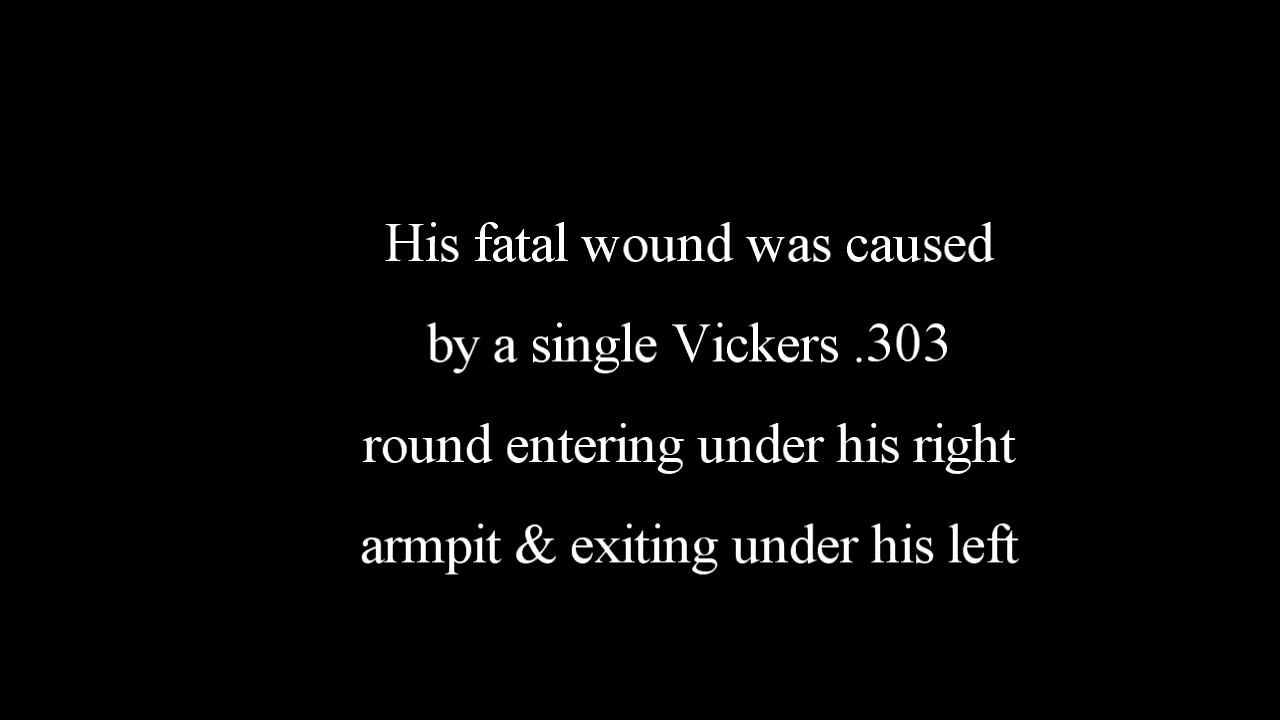 His fatal wound was caused
by a single Vickers .303
round entering under his right
armpit & exiting under his left